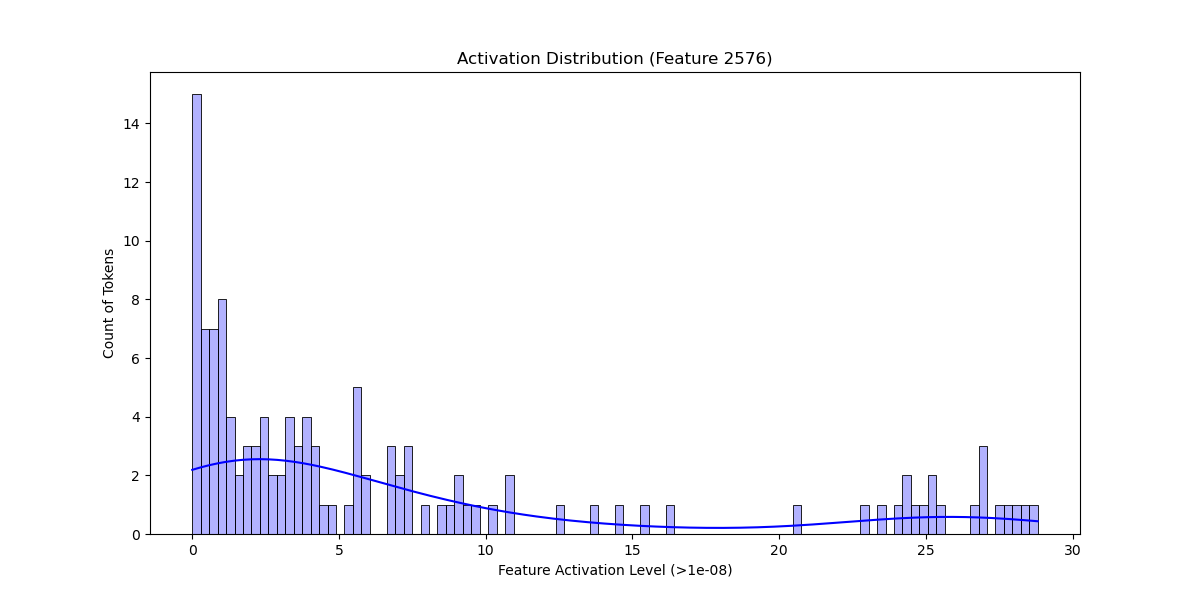 Activation Distribution (Feature 2576)
14
12
10
8
6
4
2
0
Count of Tokens
0 5 10 15 20 25 30
Feature Activation Level (>1e-08)